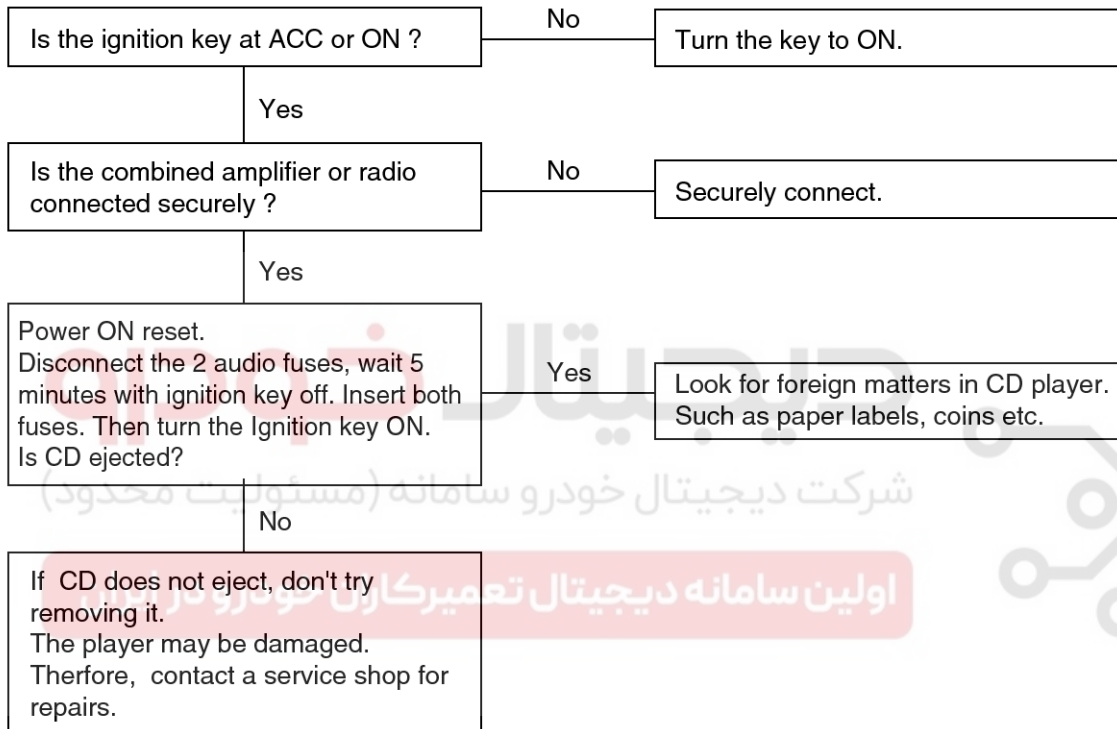 Is the ignition key at ACC or ON ?
No
Turn the key to ON.
Yes
Is the combined amplifier or radio
connected securely ?
No
Securely connect.
Yes
Power ON reset.
Disconnect the 2 audio fuses, wait 5
minutes with ignition key off. Insert both
fuses. Then turn the Ignition key ON.
Is CD ejected?
Yes
Look for foreign matters in CD player.
Such as paper labels, coins etc.
No
If CD does not eject, don't try
removing it.
The player may be damaged.
Therfore, contact a service shop for
repairs.
دیجیتال خودرو
شرکت دیجیتال خودرو سامانه (مسئولیت محدود)
اولین سامانه دیجیتال تعمیرکاران خودرو در ایران